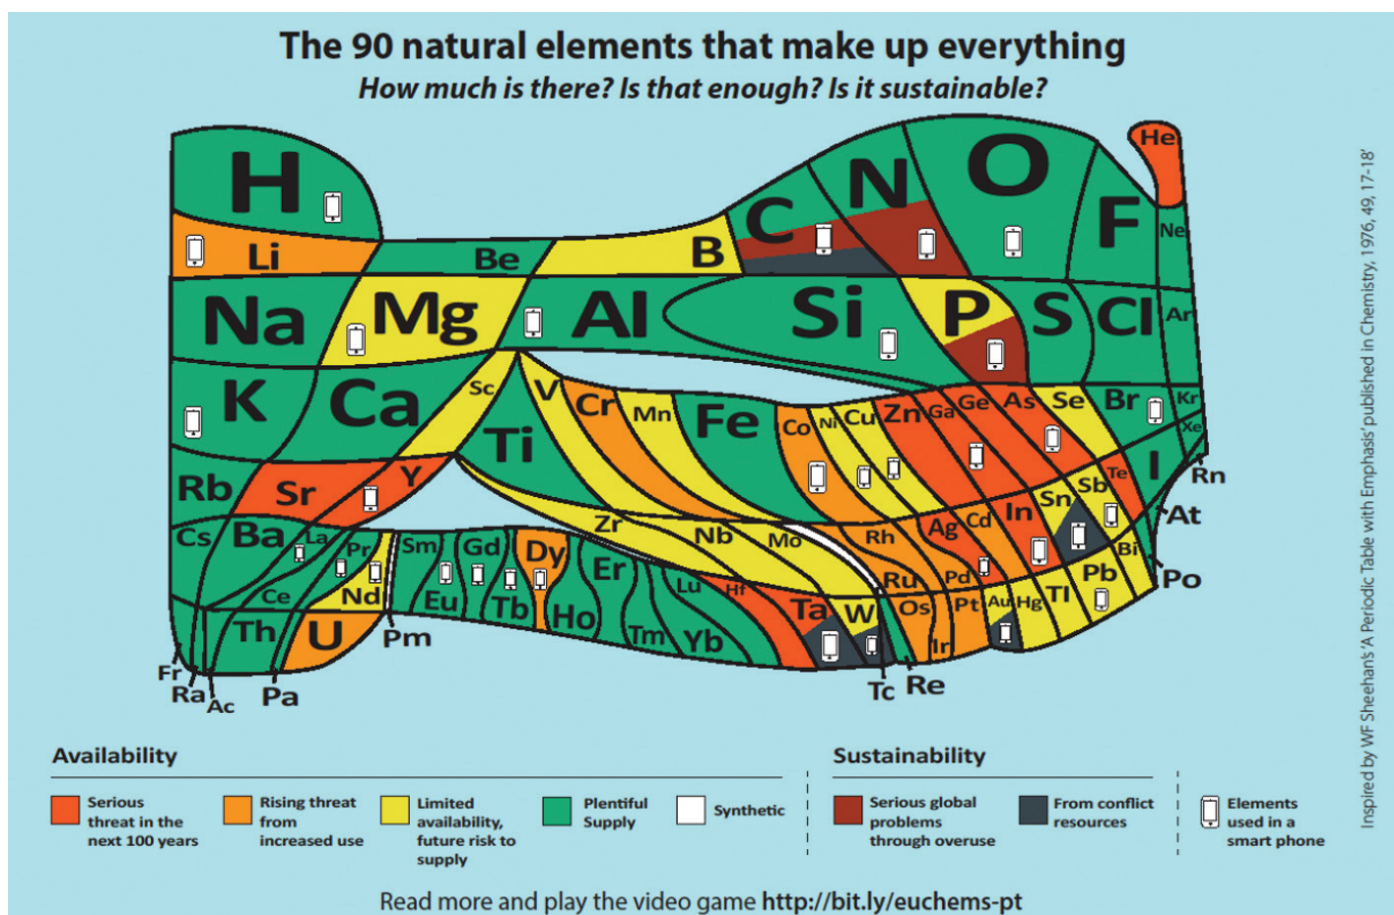 The 90 natural elements that make up everything
How much is there? Is that enough? Is it sustainable?
H
He
Li
Be
B
C
N
O
F
Ne
Na
Mg
Al
Si
P
S
Cl
Ar
K
Ca
Sc
Ti
V
Cr
Mn
Fe
Co
Ni
Cu
Zn
Ga
Ge
As
Se
Br
Kr
Rb
Sr
Y
Zr
Nb
Mo
Tc
Ru
Rh
Pd
Ag
Cd
In
Sn
Sb
Te
I
Xe
Cs
Ba
La
Ce
Pr
Nd
Pm
Sm
Eu
Gd
Tb
Dy
Ho
Er
Tm
Yb
Lu
Hf
Ta
W
Re
Os
Ir
Pt
Au
Hg
Tl
Pb
Bi
Po
At
Rn
Fr
Ra
Ac
Th
Pa
U
Availability
Serious
threat in the
next 100 years
Rising threat
from
increased use
Limited
availability,
future risk to
supply
Plentiful
Supply
Synthetic
Sustainability
Serious global
problems
through overuse
From conflict
resources
Elements
used in a
smart phone
Read more and play the video game http://bit.ly/euchems-pt
Inspired by WF Sheehan's 'A Periodic Table with Emphasis' published in Chemistry, 1976, 49, 17-18'